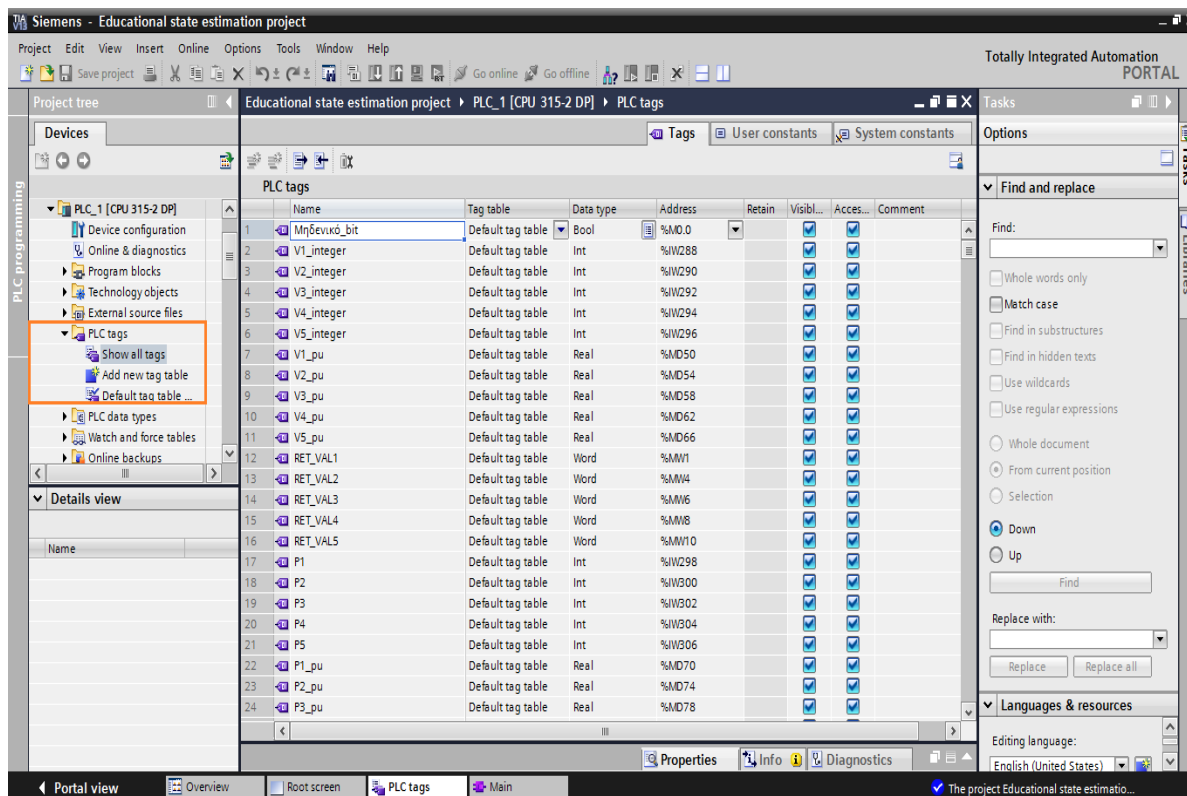 Siemens - Educational state estimation project
Project Edit View Insert Online Options Tools Window Help
Totally Integrated Automation
PORTAL
Save project
Go online
Go offline
Project tree
Educational state estimation project
PLC_1 [CPU 315-2 DP]
PLC tags
Tasks
Devices
Tags
User constants
System constants
Options
PLC programming
Tasks
Libraries
PLC_1 [CPU 315-2 DP]
Device configuration
Online & diagnostics
Program blocks
Technology objects
External source files
PLC tags
Show all tags
Add new tag table
Default tag table ...
PLC data types
Watch and force tables
Online backups
Details view
Name
PLC tags
Name Tag table Data type Address Retain Visibl... Acces... Comment
1 Μηδενικό_bit Default tag table Bool %M0.0
2 V1_integer Default tag table Int %IW288
3 V2_integer Default tag table Int %IW290
4 V3_integer Default tag table Int %IW292
5 V4_integer Default tag table Int %IW294
6 V5_integer Default tag table Int %IW296
7 V1_pu Default tag table Real %MD50
8 V2_pu Default tag table Real %MD54
9 V3_pu Default tag table Real %MD58
10 V4_pu Default tag table Real %MD62
11 V5_pu Default tag table Real %MD66
12 RET_VAL1 Default tag table Word %MW1
13 RET_VAL2 Default tag table Word %MW4
14 RET_VAL3 Default tag table Word %MW6
15 RET_VAL4 Default tag table Word %MW8
16 RET_VAL5 Default tag table Word %MW10
17 P1 Default tag table Int %IW298
18 P2 Default tag table Int %IW300
19 P3 Default tag table Int %IW302
20 P4 Default tag table Int %IW304
21 P5 Default tag table Int %IW306
22 P1_pu Default tag table Real %MD70
23 P2_pu Default tag table Real %MD74
24 P3_pu Default tag table Real %MD78
Find and replace
Find:
Whole words only
Match case
Find in substructures
Find in hidden texts
Use wildcards
Use regular expressions
Whole document
From current position
Selection
Down
Up
Find
Replace with:
Replace
Replace all
Languages & resources
Editing language:
English (United States)
Properties
Info
Diagnostics
Portal view
Overview
Root screen
PLC tags
Main
The project Educational state estimatio...